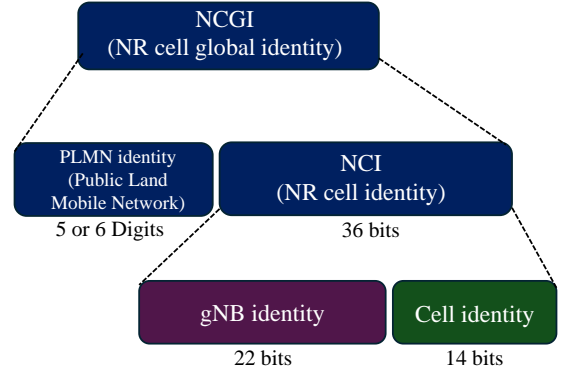 NCGI
(NR cell global identity)
PLMN identity
(Public Land
Mobile Network)
5 or 6 Digits
NCI
(NR cell identity)
36 bits
gNB identity
22 bits
Cell identity
14 bits